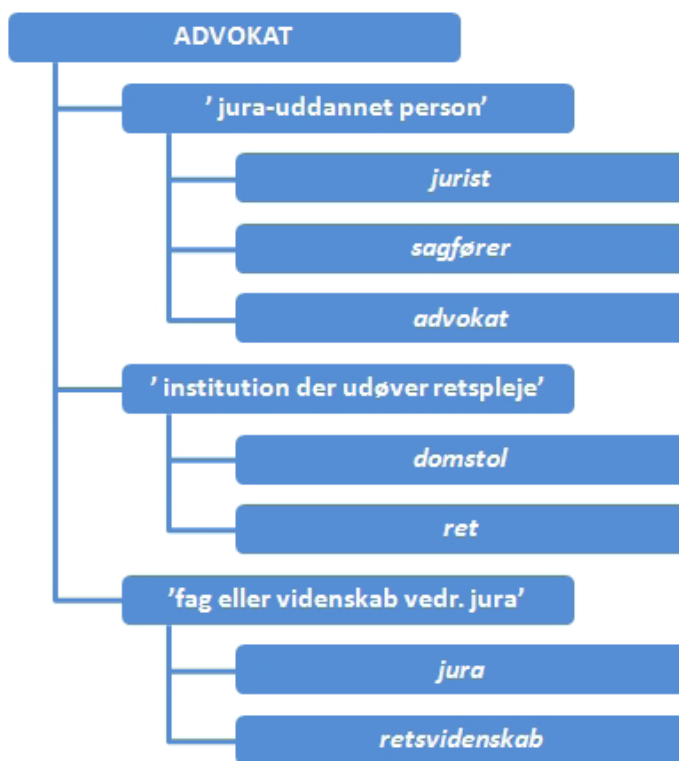 ADVOKAT
’ jura-uddannet person’
jurist
sagfører
advokat
’ institution der udøver retspleje’
domstol
ret
’fag eller videnskab vedr. jura’
jura
retsvidenskab